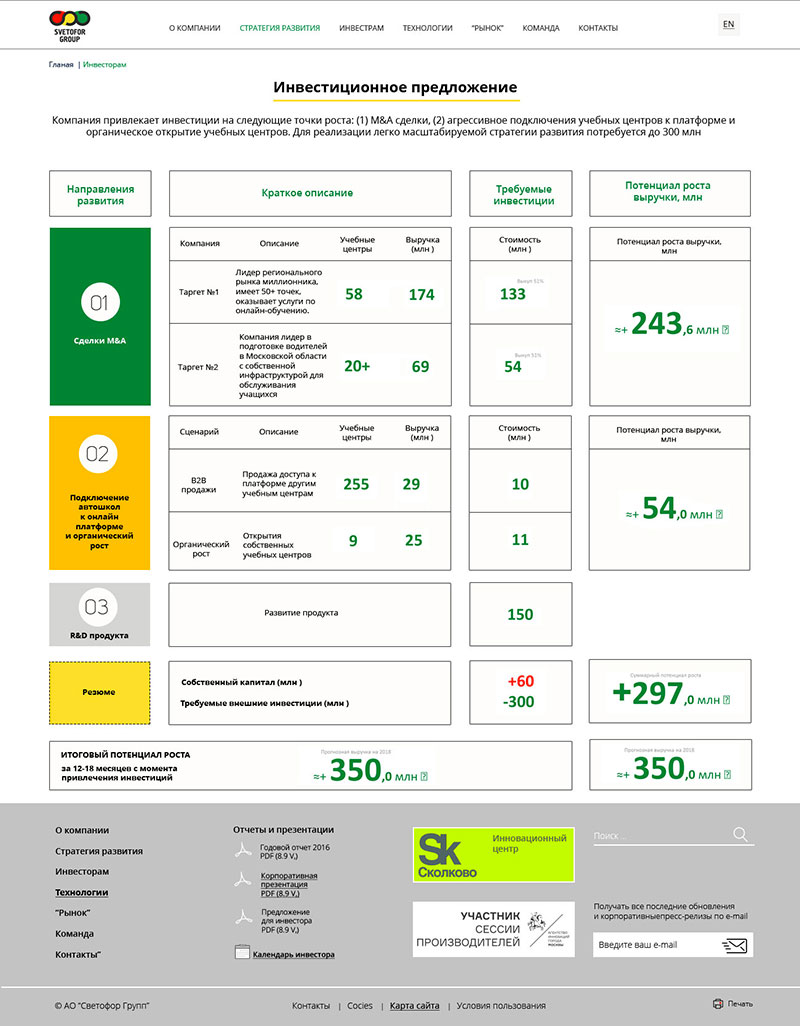 SVETOFOR
GROUP
О КОМПАНИИ СТРАТЕГИЯ РАЗВИТИЯ ИНВЕСТРАМ ТЕХНОЛОГИИ "РЫНОК" КОМАНДА КОНТАКТЫ
EN
Гланая | Инвесторам
Инвестиционное предложение
Компания привлекает инвестиции на следующие точки роста: (1) M&A сделки, (2) агрессивное подключения учебных центров к платформе и
органическое открытие учебных центров. Для реализации легко масштабируемой стратегии развития потребуется до 300 млн
Направления
развития
Краткое описание
Требуемые
инвестиции
Потенциал роста
выручки, млн
01
Сделки M&A
Компания
Описание
Учебные
центры
Выручка
(млн )
Стоимость
(млн )
Потенциал роста выручки,
млн
Таргет №1
Лидер регионального
рынка миллионника,
имеет 50+ точек,
оказывает услуги по
онлайн-обучению.
58
174
Выкуп 51%
133
≈+ 243,6 млн
Таргет №2
Компания лидер в
подготовке водителей
в Московской области
с собственной
инфраструктурой для
обслуживания
учащихся
20+
69
Выкуп 51%
54
02
Подключение
автошкол
к онлайн
платформе
и органический
рост
Сценарий
Описание
Учебные
центры
Выручка
(млн )
Стоимость
(млн )
Потенциал роста выручки,
млн
B2B
продажи
Продажа доступа к
платформе другим
учебным центрам
255
29
10
≈+ 54,0 млн
Органический
рост
Открытия
собственных
учебных центров
9
25
11
03
R&D продукта
Развитие продукта
150
Резюме
Собственный капитал (млн )
Требуемые внешние инвестиции (млн )
+60
-300
Суммарный потенциал роста
+297,0 млн
ИТОГОВЫЙ ПОТЕНЦИАЛ РОСТА
за 12-18 месяцев с момента
привлечения инвестиций
Прогнозная выручка на 2018
≈+ 350,0 млн
Прогнозная выручка на 2018
≈+ 350,0 млн
О компании
Стратегия развития
Инвесторам
Технологии
"Рынок"
Команда
Контакты"
Отчеты и презентации
Годовой отчет 2016
PDF (8.9 V,)
Корпоративная
презентация
PDF (8.9 V,)
Предложение
для инвестора
PDF (8.9 V,)
Календарь инвестора
Sk
Сколково
Инновационный
центр
УЧАСТНИК
СЕССИИ
ПРОИЗВОДИТЕЛЕЙ
АГЕНТСТВО
ИННОВАЦИЙ
ГОРОДА
МОСКВЫ
Поиск ...
Получать все последние обновления
и корпоративныепресс-релизы по e-mail
Введите ваш e-mail
© АО "Светофор Групп"
Контакты | Cocies | Карта сайта | Условия пользования
Печать